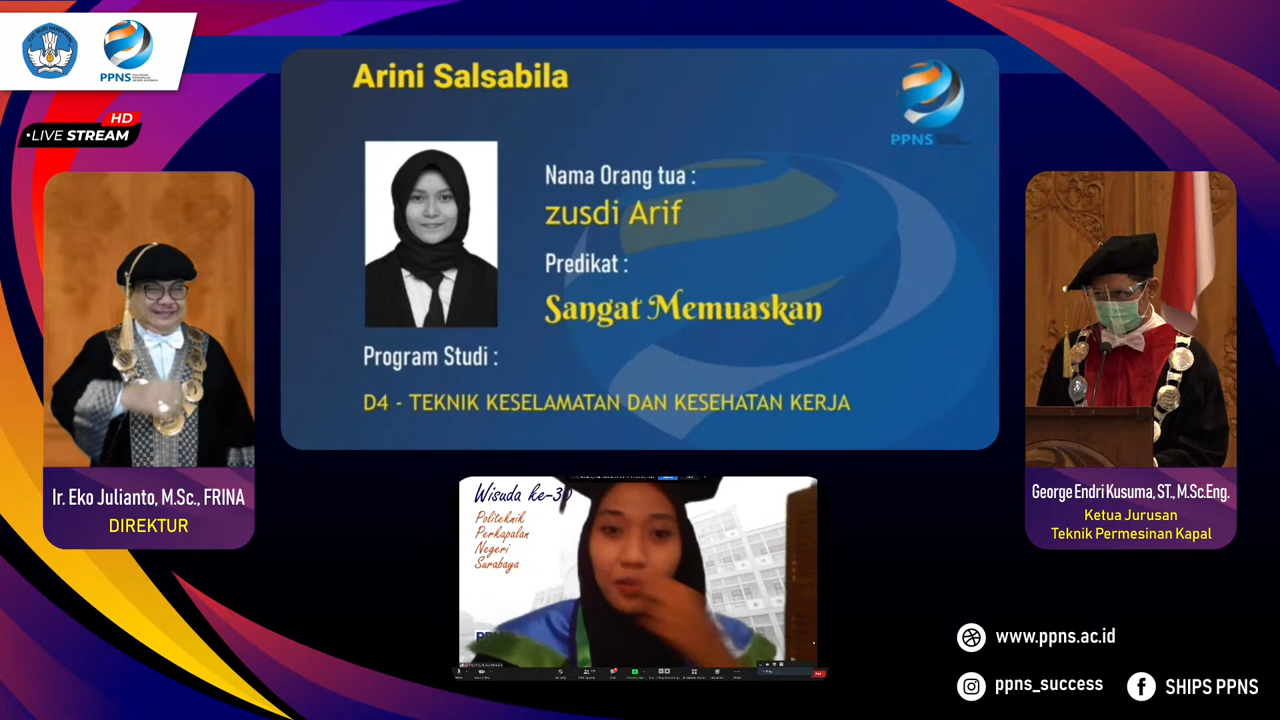 PPNS
HD
LIVE STREAM
Arini Salsabila
PPNS
Nama Orang tua :
zusdi Arif
Predikat :
Sangat Memuaskan
Program Studi :
D4 - TEKNIK KESELAMATAN DAN KESEHATAN KERJA
Ir. Eko Julianto, M.Sc., FRINA
DIREKTUR
George Endri Kusuma, ST., M.Sc.Eng.
Ketua Jurusan
Teknik Permesinan Kapal
Wisuda ke-30
Politeknik
Perkapalan
Negeri
Surabaya
PPN
www.ppns.ac.id
ppns_success
SHIPS PPNS